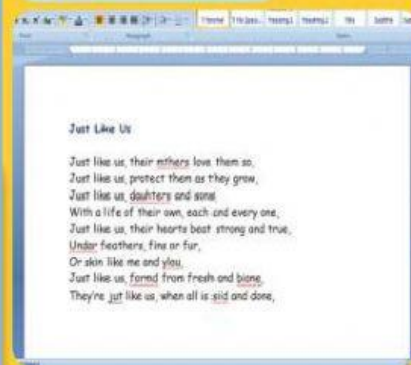 Just Like Us
Just like us, their mthers love them so,
Just like us, protect them as they grow,
Just like us, dauhters and sons
With a life of their own, each and every one,
Just like us, their hearts beat strong and true,
Undar feathers, fins or fur,
Or skin like me and ylou,
Just like us, formd from fresh and bione,
They're jut like us, when all is siid and done,